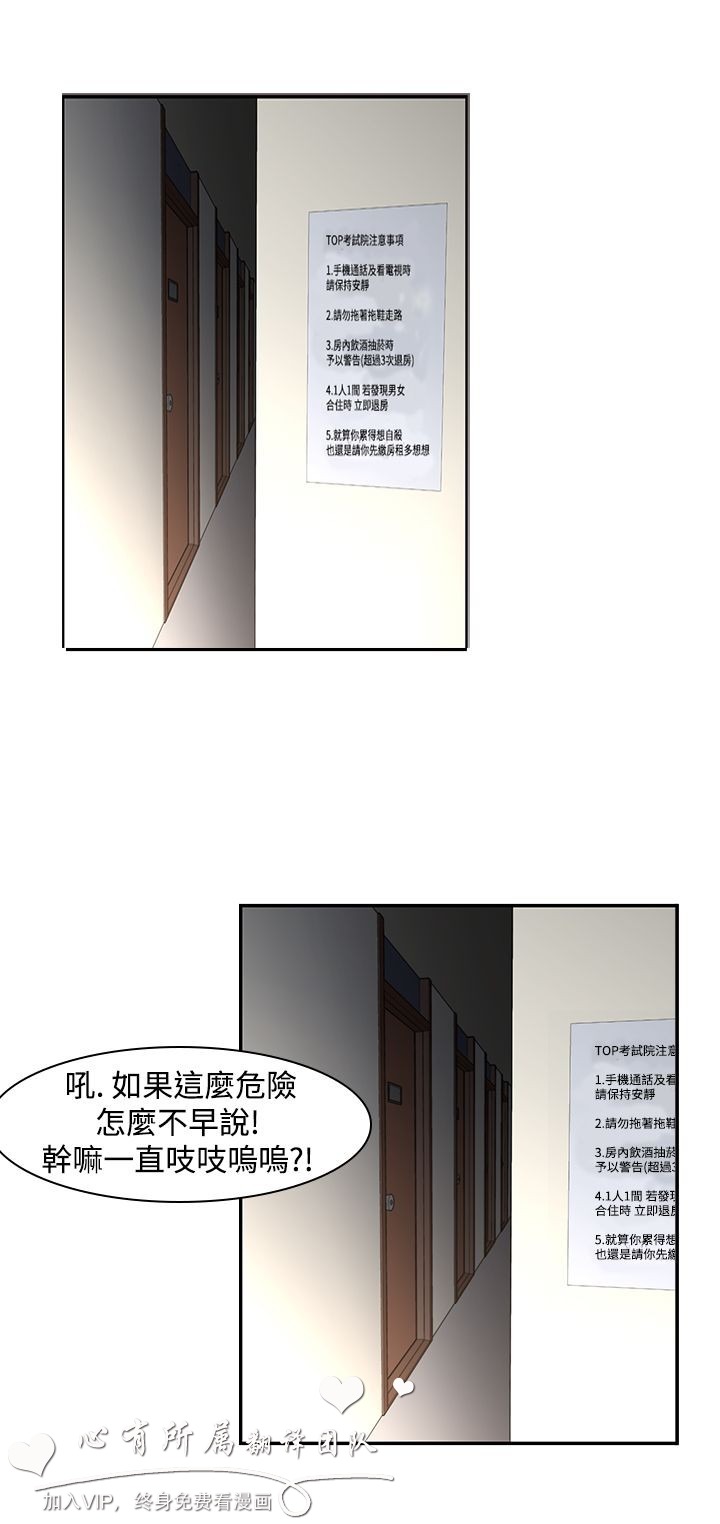 TOP考試院注意事項
1.手機通話及看電視時
請保持安靜
2.請勿拖著拖鞋走路
3.房內飲酒抽菸時
予以警告(超過3次退房)
4.1人1間 若發現男女
合住時 立即退房
5.就算你累得想自殺
也還是請你先繳房租多想想
吼. 如果這麼危險
怎麼不早說!
幹嘛一直吱吱嗚嗚?!
TOP考試院注意
1.手機通話及看
請保持安靜
2.請勿拖著拖鞋
3.房內飲酒抽菸
予以警告(超過3
4.1人1間 若發現
合住時 立即退房
5.就算你累得想
也還是請你先繳
心有所属翻译团队
加入VIP，终身免费看漫画